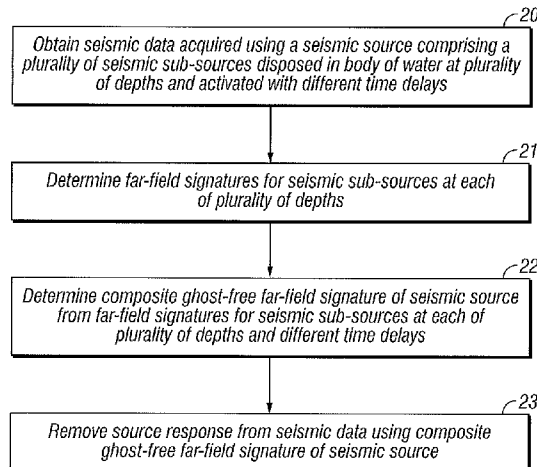 20
Obtain seismic data acquired using a seismic source comprising a
plurality of seismic sub-sources disposed in body of water at plurality
of depths and activated with different time delays
21
Determine far-field signatures for seismic sub-sources at each
of plurality of depths
22
Determine composite ghost-free far-field signature of seismic source
from far-field signatures for seismic sub-sources at each of
plurality of depths and different time delays
23
Remove source response from seismic data using composite
ghost-free far-field signature of seismic source